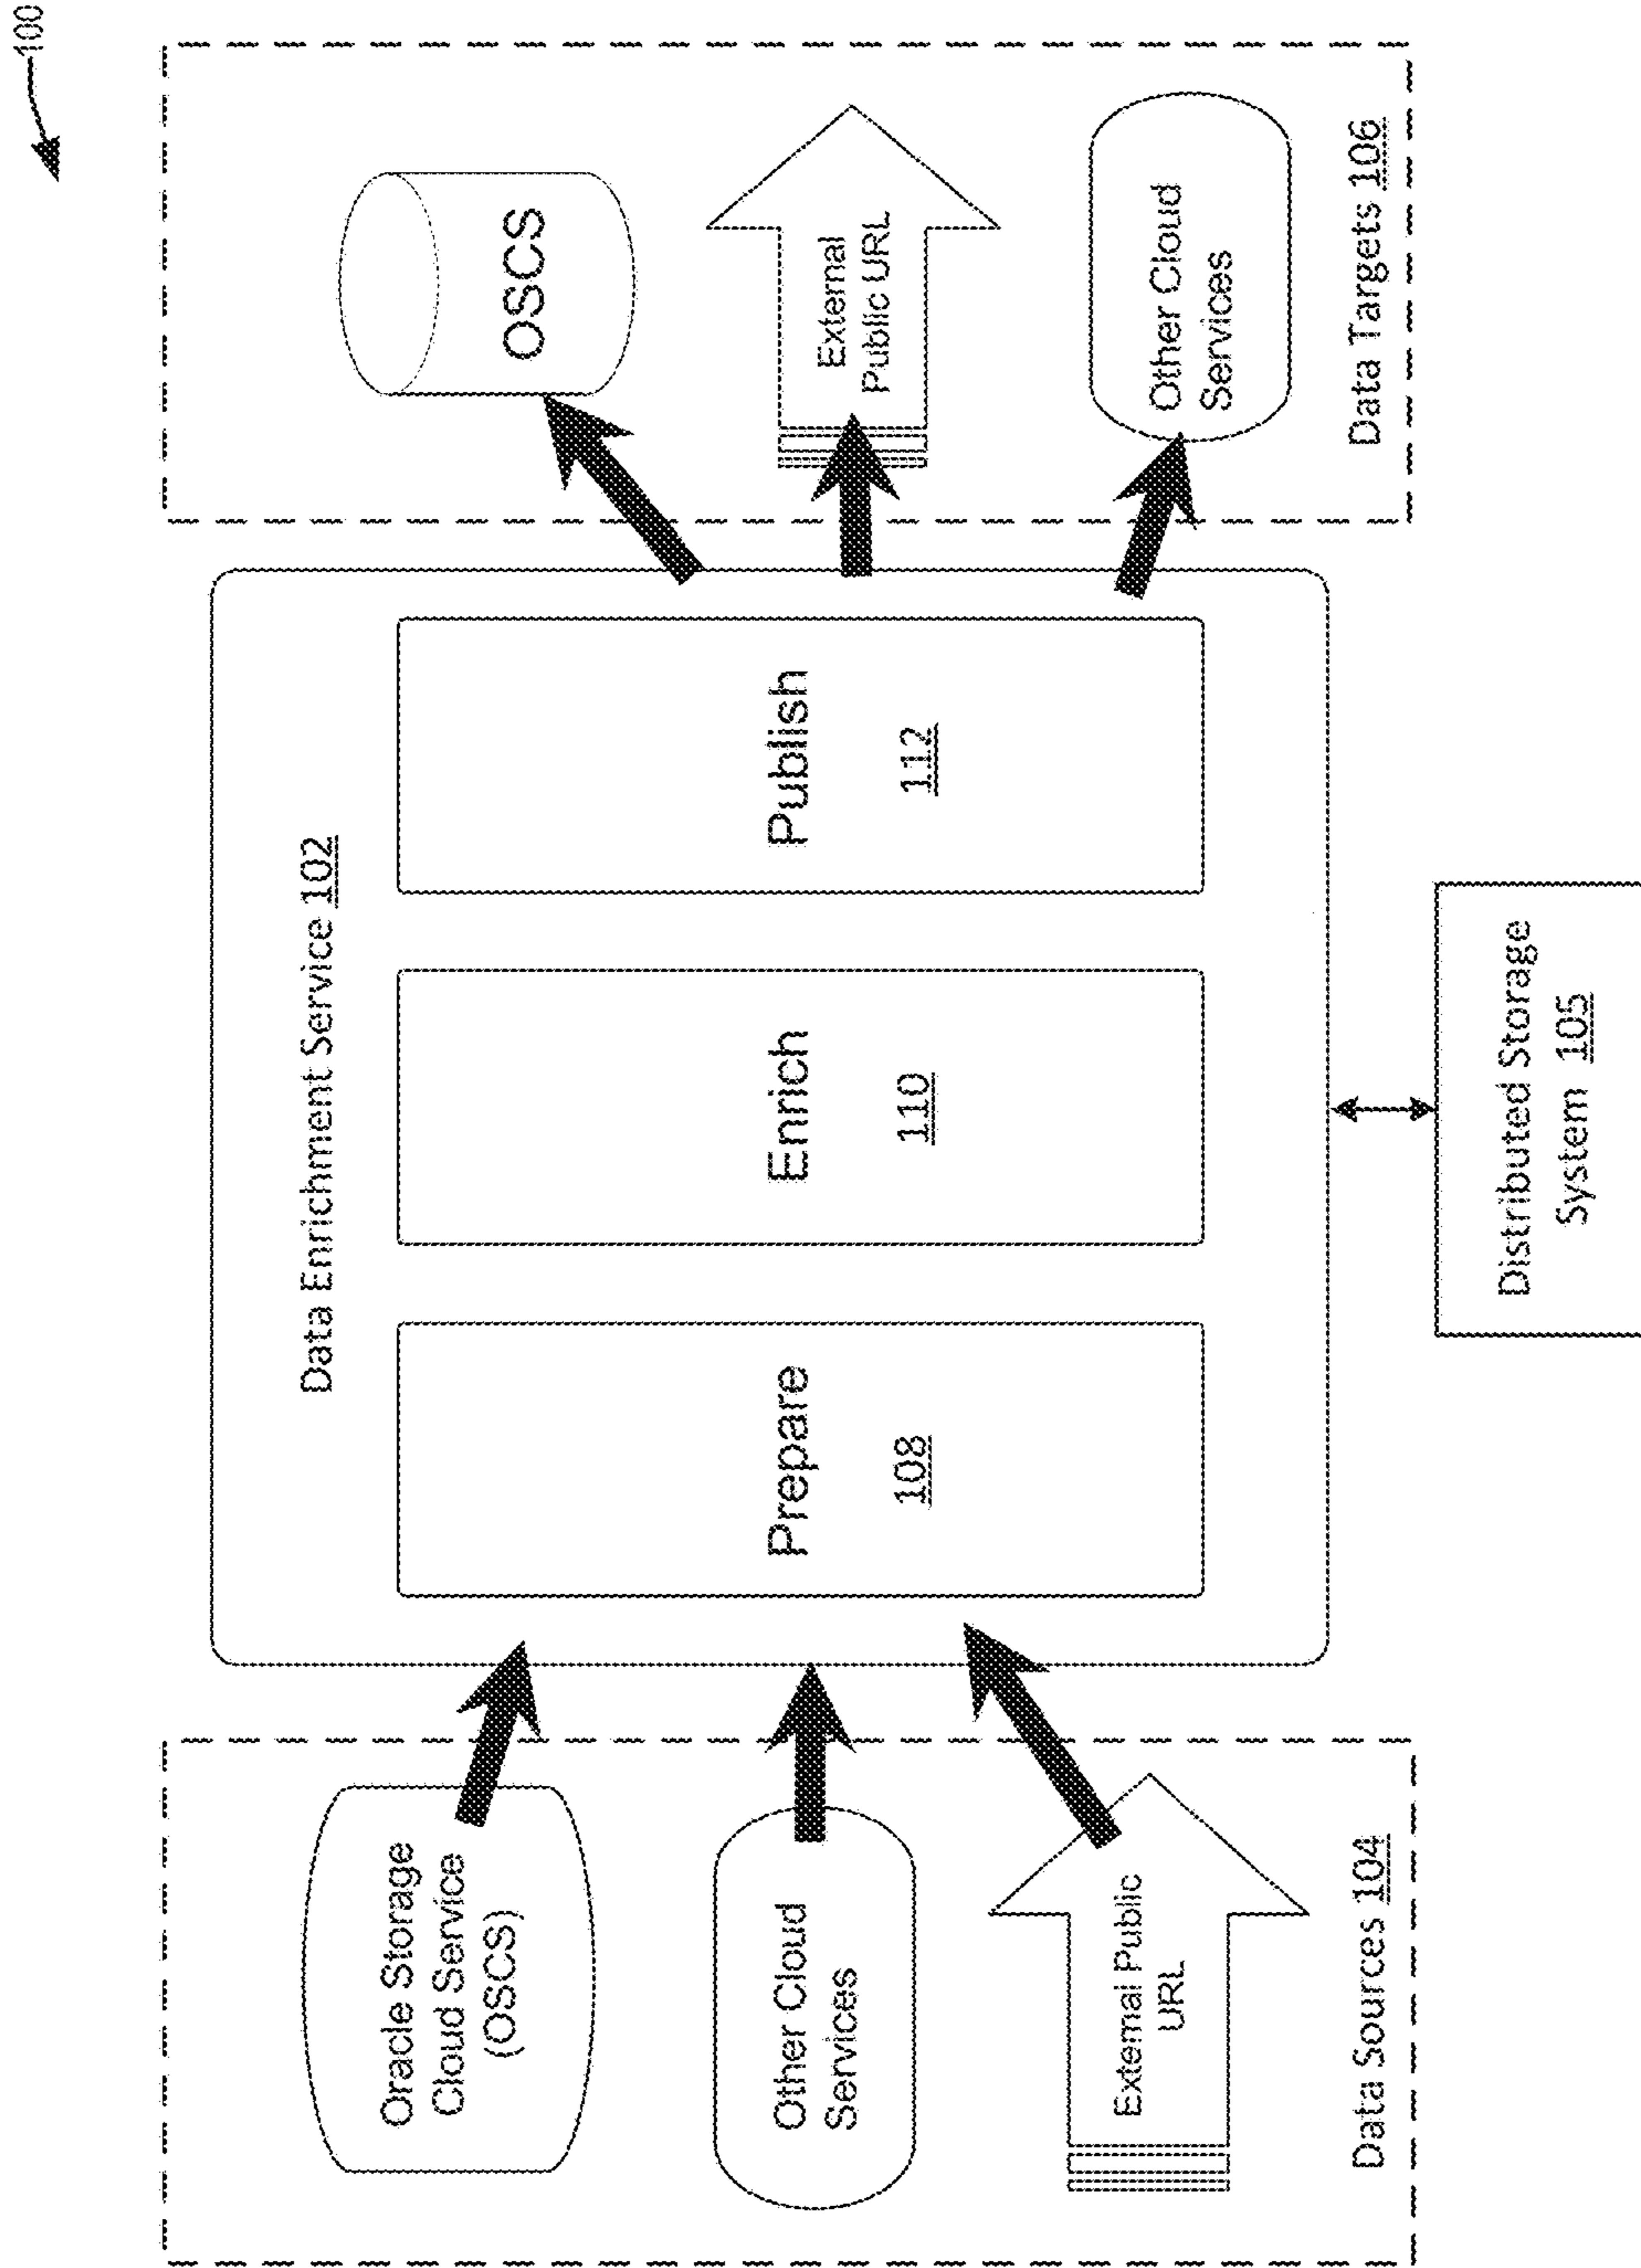 100
Oracle Storage
Cloud Service
(OSCS)
Other Cloud
Services
External Public
URL
Data Sources 104
Data Enrichment Service 102
Prepare
108
Enrich
110
Publish
112
OSCS
External
Public URL
Other Cloud
Services
Data Targets 106
Distributed Storage
System 105